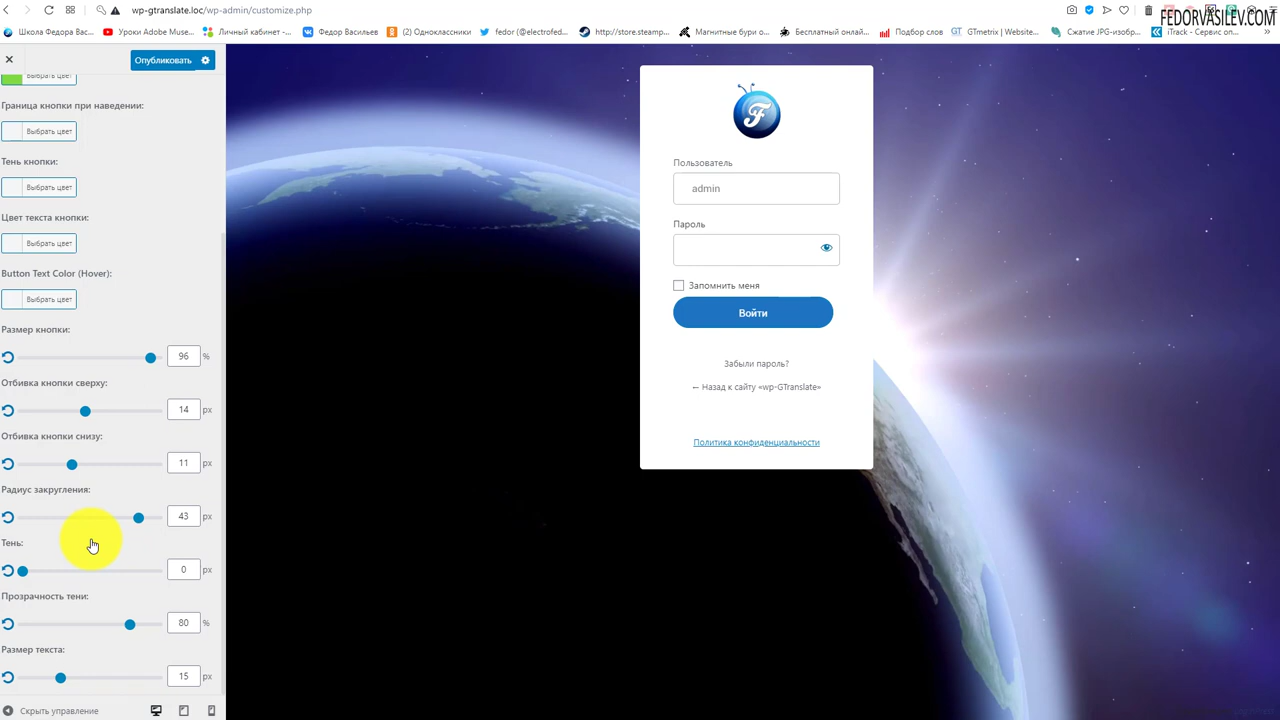 wp-gtranslate.loc/wp-admin/customize.php
FEDORVASILEV.COM
Школа Федора Вас...
Уроки Adobe Muse...
Личный кабинет -...
Федор Васильев
(2) Одноклассники
fedor (@electrofed...
http://store.steamp...
Магнитные бури о...
Бесплатный онлай...
Подбор слов
GTmetrix | Website...
Сжатие JPG-изобр...
iTrack - Сервис оп...
»
Опубликовать
Выбрать цвет
Граница кнопки при наведении:
Выбрать цвет
Тень кнопки:
Выбрать цвет
Цвет текста кнопки:
Выбрать цвет
Button Text Color (Hover):
Выбрать цвет
Размер кнопки:
96 %
Отбивка кнопки сверху:
14 px
Отбивка кнопки снизу:
11 px
Радиус закругления:
43 px
Тень:
0 px
Прозрачность тени:
80 %
Размер текста:
15 px
Скрыть управление
F
Пользователь
admin
Пароль
Запомнить меня
Войти
Забыли пароль?
← Назад к сайту «wp-GTranslate»
Политика конфиденциальности